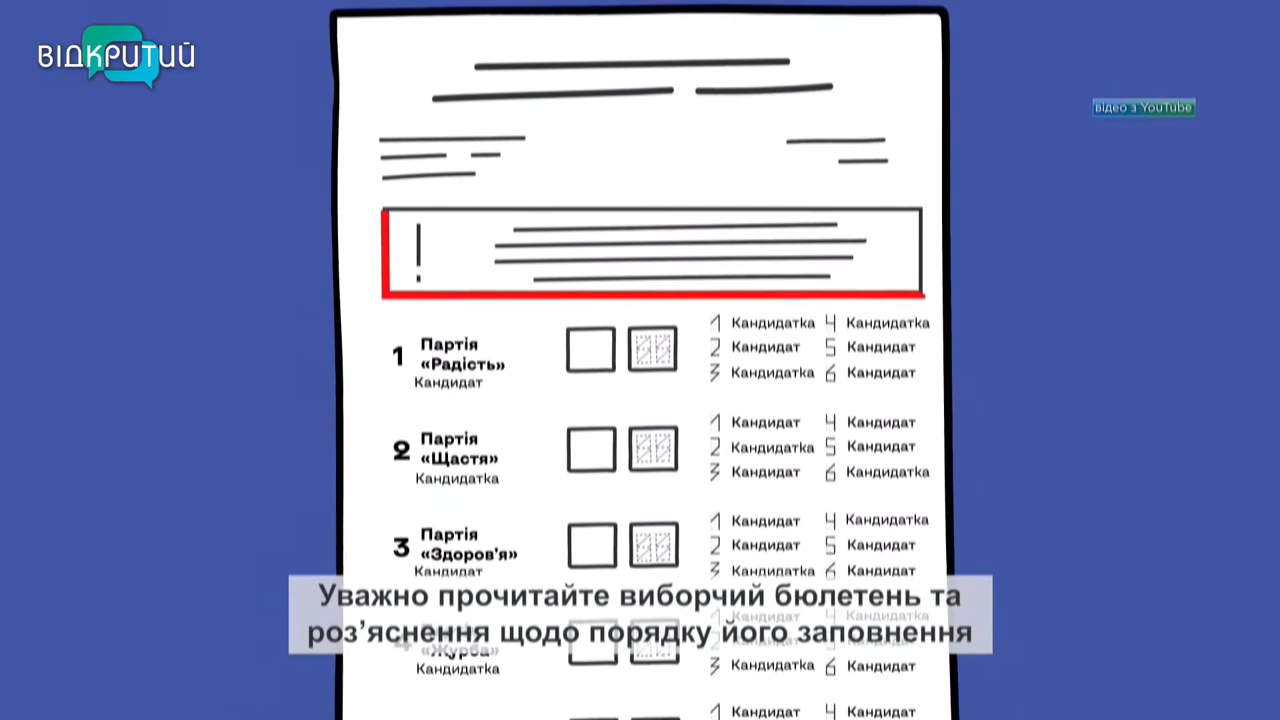 ВІДКРИТИЙ
відео з YouTube
!
1 Партія
«Радість»
Кандидат
1 Кандидатка 4 Кандидатка
2 Кандидат 5 Кандидат
3 Кандидатка 6 Кандидат
2 Партія
«Щастя»
Кандидатка
1 Кандидат 4 Кандидат
2 Кандидатка 5 Кандидат
3 Кандидат 6 Кандидатка
3 Партія
«Здоров'я»
Кандидат
1 Кандидат 4 Кандидатка
2 Кандидат 5 Кандидат
3 Кандидатка 6 Кандидат
Уважно прочитайте виборчий бюлетень та
роз’яснення щодо порядку його заповнення
4
«Журба»
Кандидатка
3 Кандидатка 6 Кандидат
1 Кандидат 4 Кандидат